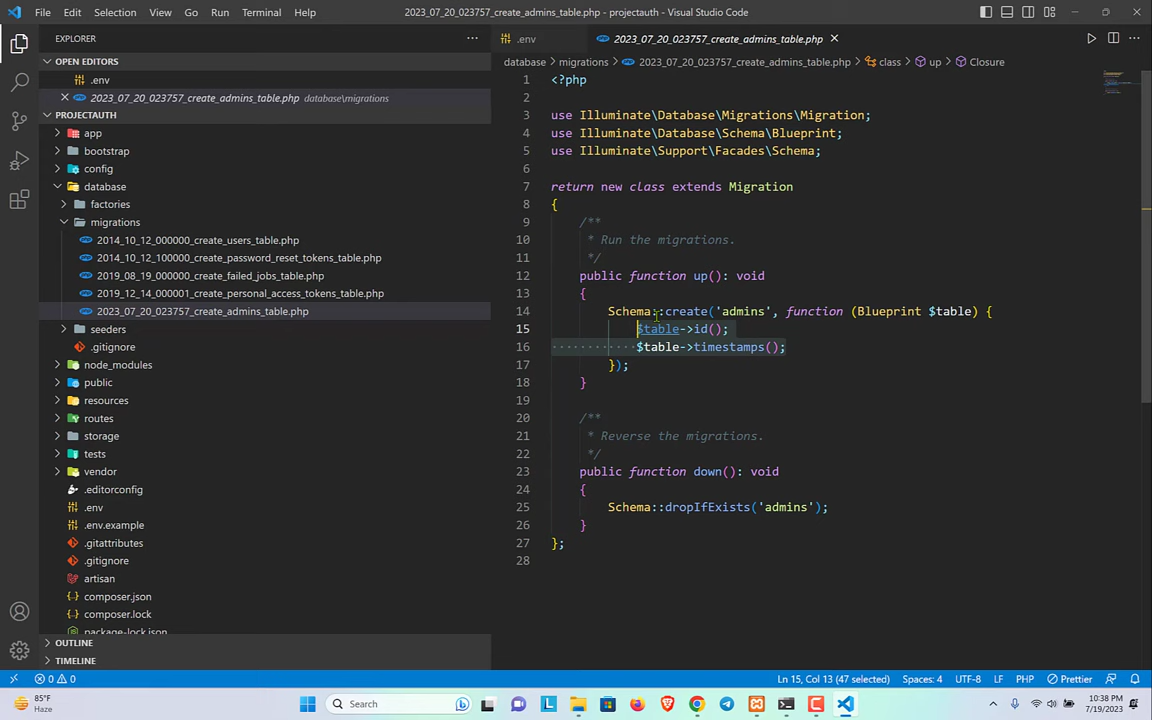 File Edit Selection View Go Run Terminal Help
2023_07_20_023757_create_admins_table.php - projectauth - Visual Studio Code
EXPLORER
OPEN EDITORS
.env
2023_07_20_023757_create_admins_table.php database\migrations
PROJECTAUTH
app
bootstrap
config
database
factories
migrations
2014_10_12_000000_create_users_table.php
2014_10_12_100000_create_password_reset_tokens_table.php
2019_08_19_000000_create_failed_jobs_table.php
2019_12_14_000001_create_personal_access_tokens_table.php
2023_07_20_023757_create_admins_table.php
seeders
.gitignore
node_modules
public
resources
routes
storage
tests
vendor
.editorconfig
.env
.env.example
.gitattributes
.gitignore
artisan
composer.json
composer.lock
package-lock.json
OUTLINE
TIMELINE
.env
2023_07_20_023757_create_admins_table.php
database > migrations > 2023_07_20_023757_create_admins_table.php > class > up > Closure
1 <?php
2
3 use Illuminate\Database\Migrations\Migration;
4 use Illuminate\Database\Schema\Blueprint;
5 use Illuminate\Support\Facades\Schema;
6
7 return new class extends Migration
8 {
9 /**
10 * Run the migrations.
11 */
12 public function up(): void
13 {
14 Schema::create('admins', function (Blueprint $table) {
15 $table->id();
16 $table->timestamps();
17 });
18 }
19
20 /**
21 * Reverse the migrations.
22 */
23 public function down(): void
24 {
25 Schema::dropIfExists('admins');
26 }
27 };
28
0 0
Ln 15, Col 13 (47 selected) Spaces: 4 UTF-8 LF PHP Prettier
85°F
Haze
Search
10:38 PM
7/19/2023